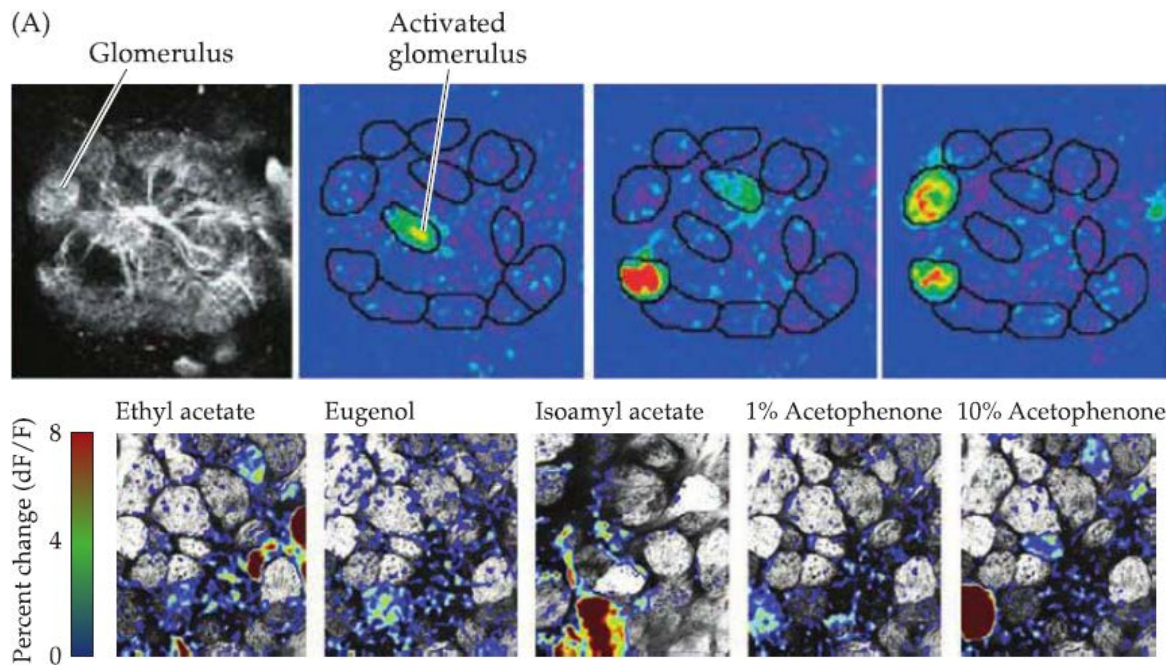 (A)
Glomerulus
Activated
glomerulus
Ethyl acetate
Eugenol
Isoamyl acetate
1% Acetophenone
10% Acetophenone
Percent change (dF/F)
8
4
0